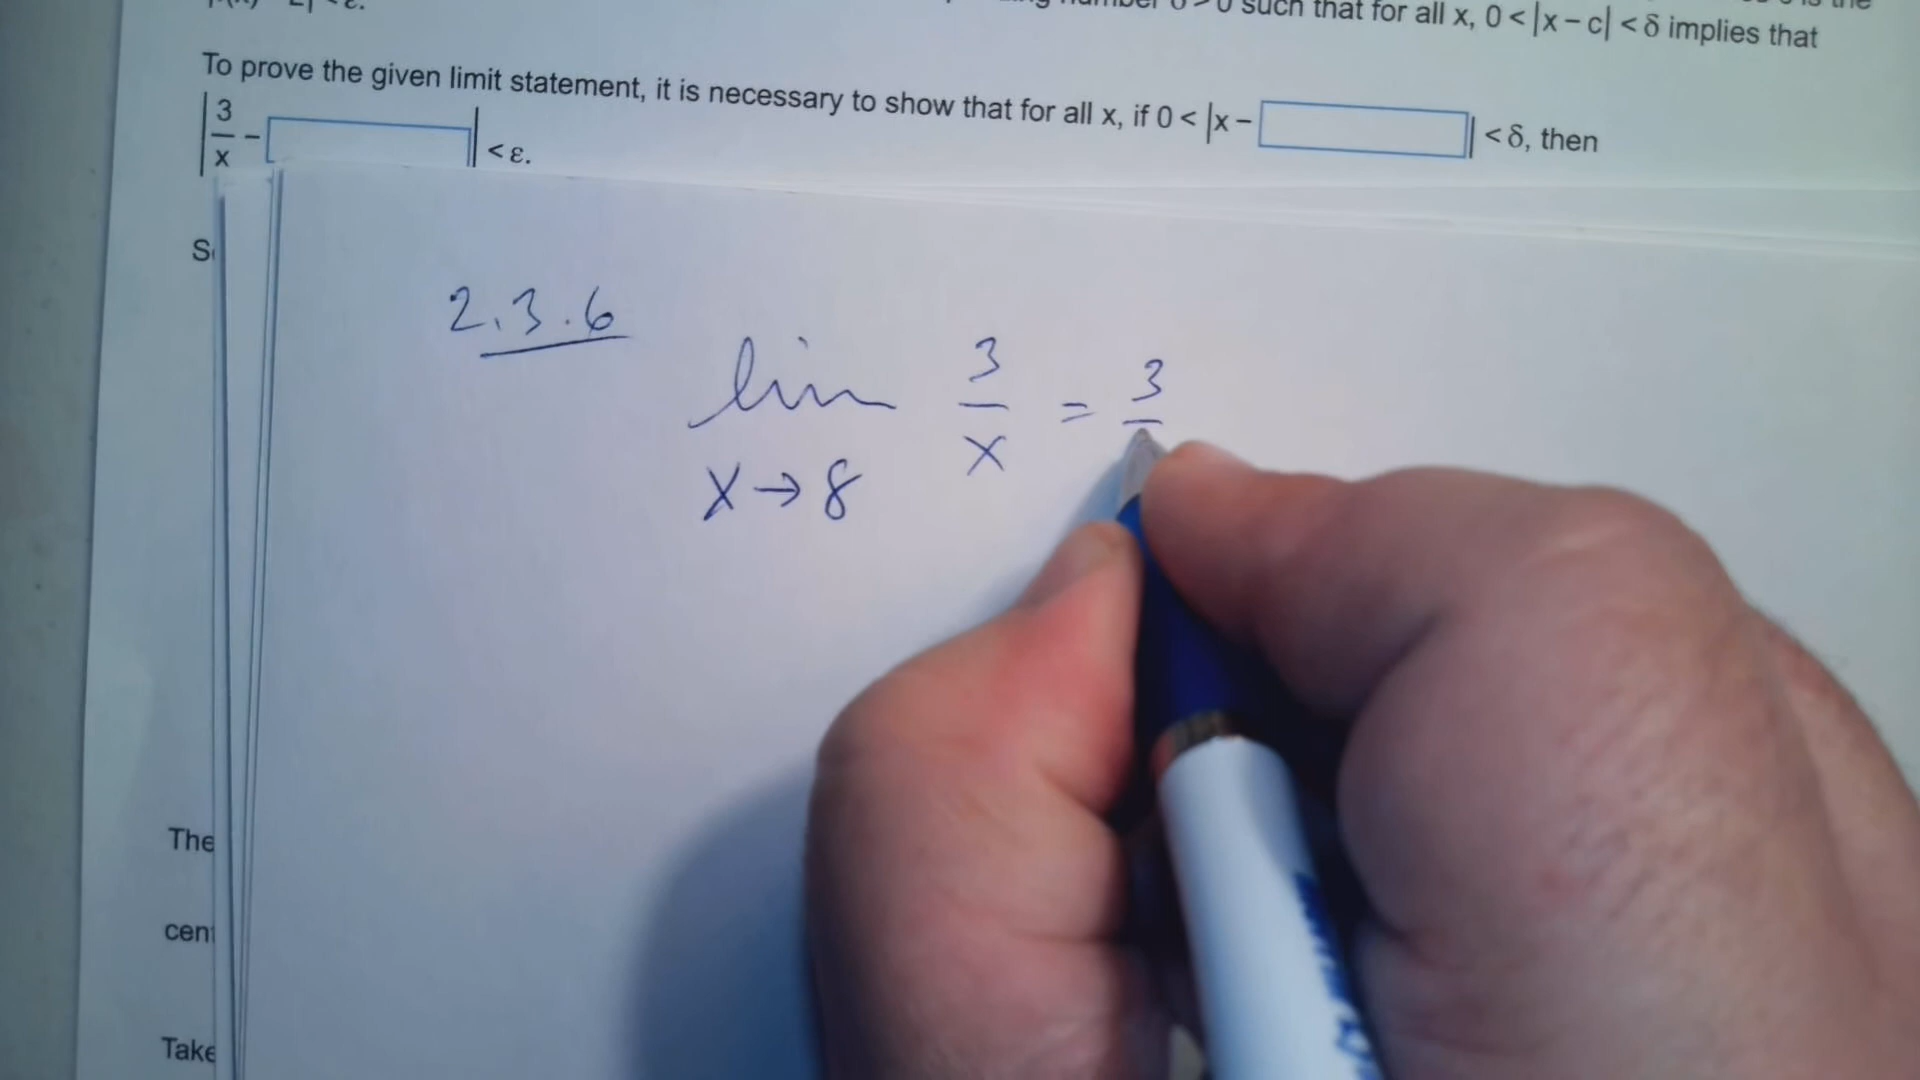 such that for all x, 0 < |x − c| < δ implies that
To prove the given limit statement, it is necessary to show that for all x, if 0 < |x − | < δ, then
|3/x − | < ε.
2.3.6
lim 3/x = 3/
x → 8
The
Take